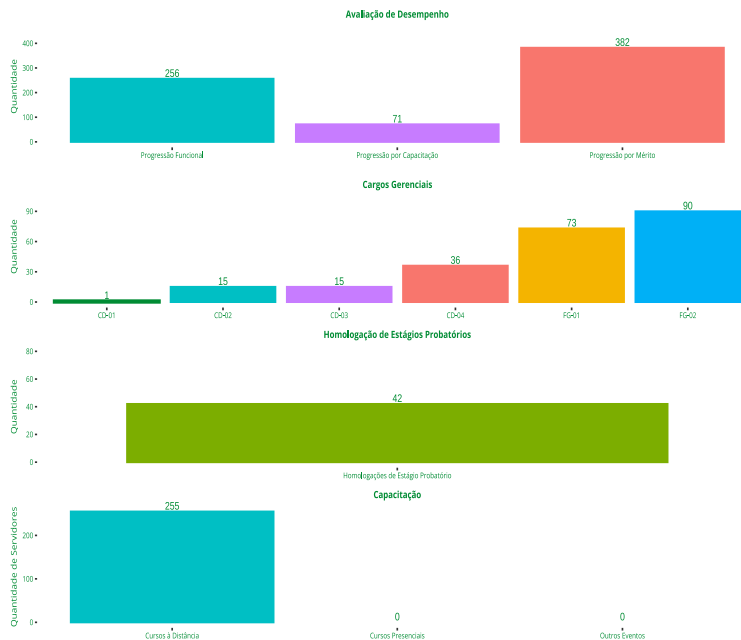 Avaliação de Desempenho
Quantidade
400
300
200
100
0
256
71
382
Progressão Funcional
Progressão por Capacitação
Progressão por Mérito
Cargos Gerenciais
Quantidade
90
60
30
0
1
15
15
36
73
90
CD-01
CD-02
CD-03
CD-04
FG-01
FG-02
Homologação de Estágios Probatórios
Quantidade
80
60
40
20
0
42
Homologações de Estágio Probatório
Capacitação
Quantidade de Servidores
200
100
0
255
0
0
Cursos à Distância
Cursos Presenciais
Outros Eventos